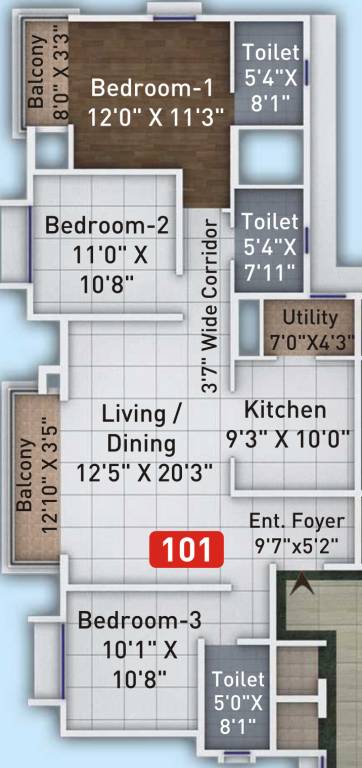 Balcony
8'0" X 3'3"
Bedroom-1
12'0" X 11'3"
Toilet
5'4"X
8'1"
Bedroom-2
11'0" X
10'8"
3'7" Wide Corridor
Toilet
5'4"X
7'11"
Utility
7'0"X4'3"
Balcony
12'10" X 3'5"
Living /
Dining
12'5" X 20'3"
Kitchen
9'3" X 10'0"
101
Ent. Foyer
9'7"x5'2"
Bedroom-3
10'1" X
10'8"
Toilet
5'0"X
8'1"